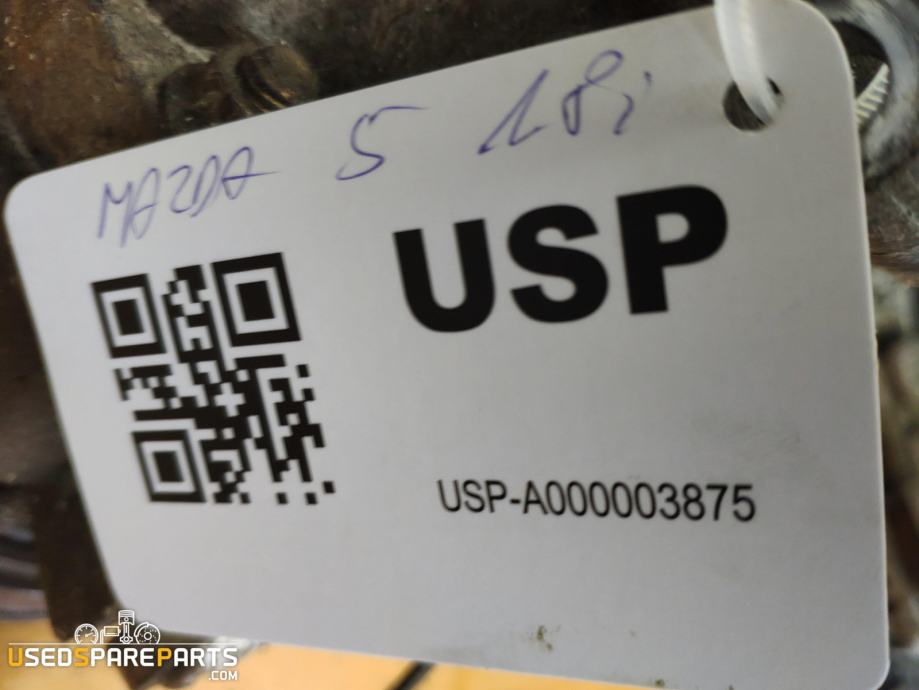 MAZDA 5 1.8i
USP
USP-A000003875
USEDSPAREPARTS
.COM